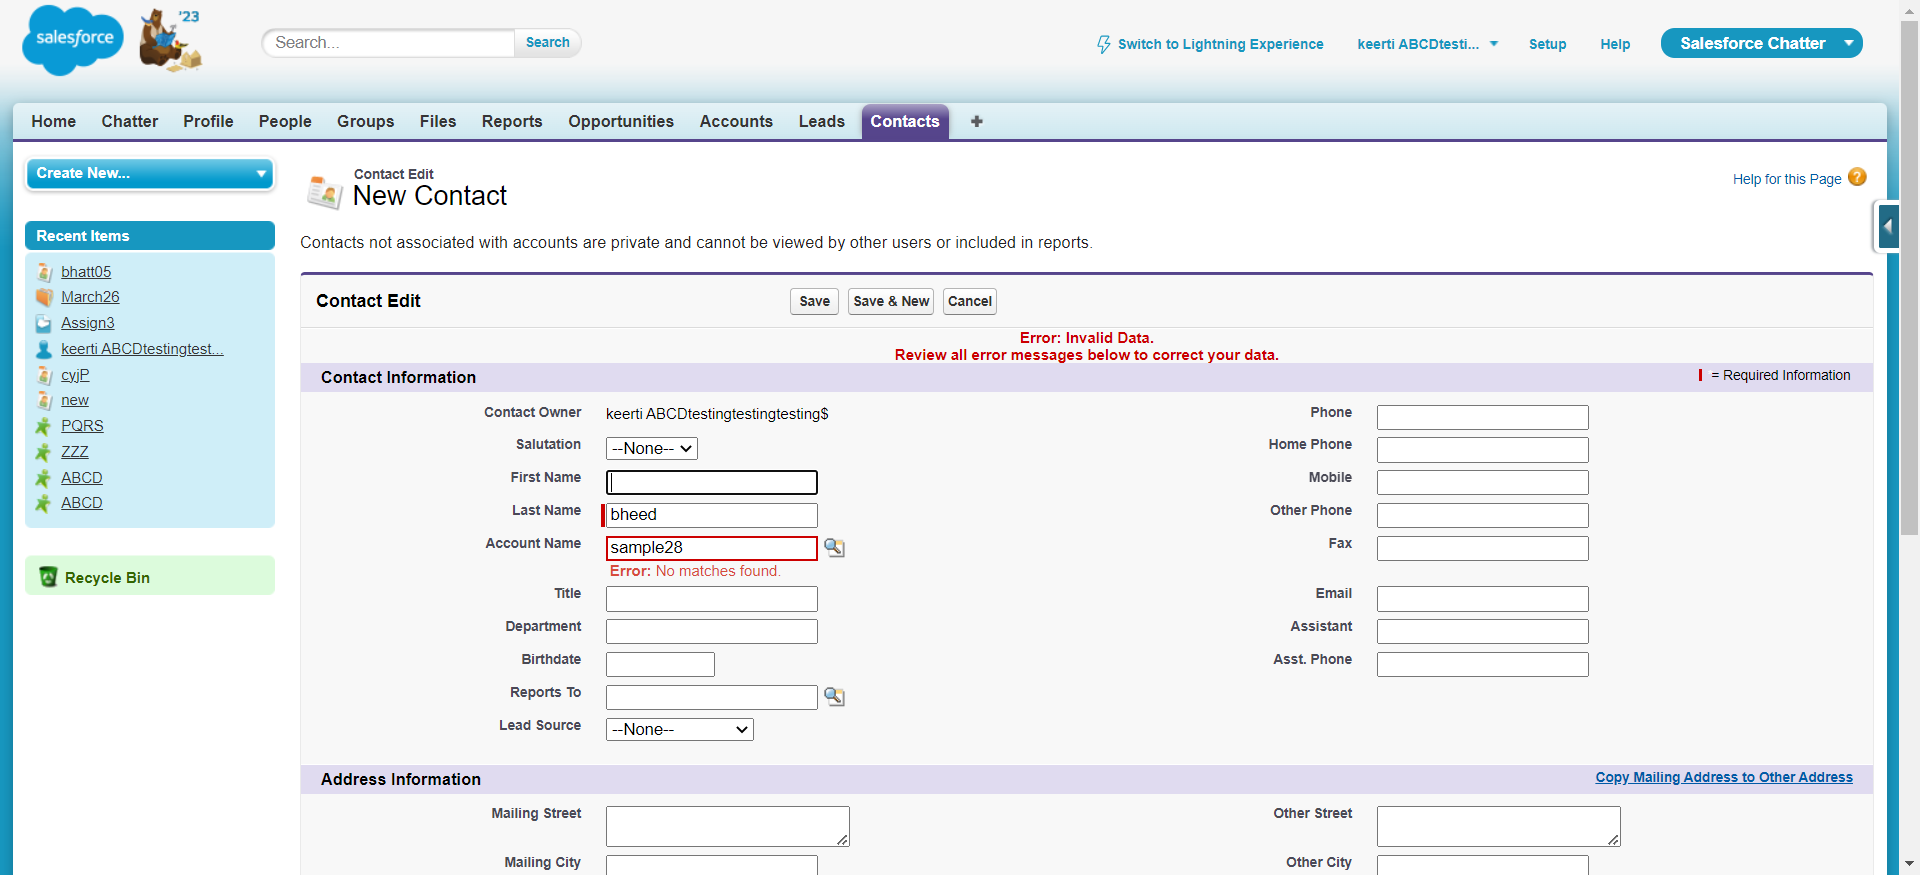 salesforce
'23
Search...
Search
Switch to Lightning Experience
keerti ABCDtesti...
Setup
Help
Salesforce Chatter
Home
Chatter
Profile
People
Groups
Files
Reports
Opportunities
Accounts
Leads
Contacts
Create New...
Recent Items
bhatt05
March26
Assign3
keerti ABCDtestingtest...
cyjP
new
PQRS
ZZZ
ABCD
ABCD
Recycle Bin
Contact Edit
New Contact
Help for this Page
Contacts not associated with accounts are private and cannot be viewed by other users or included in reports.
Contact Edit
Save
Save & New
Cancel
Error: Invalid Data.
Review all error messages below to correct your data.
Contact Information
= Required Information
Contact Owner
keerti ABCDtestingtestingtesting$
Phone
Salutation
--None--
Home Phone
First Name
Mobile
Last Name
bheed
Other Phone
Account Name
sample28
Error: No matches found.
Fax
Title
Email
Department
Assistant
Birthdate
Asst. Phone
Reports To
Lead Source
--None--
Address Information
Copy Mailing Address to Other Address
Mailing Street
Other Street
Mailing City
Other City